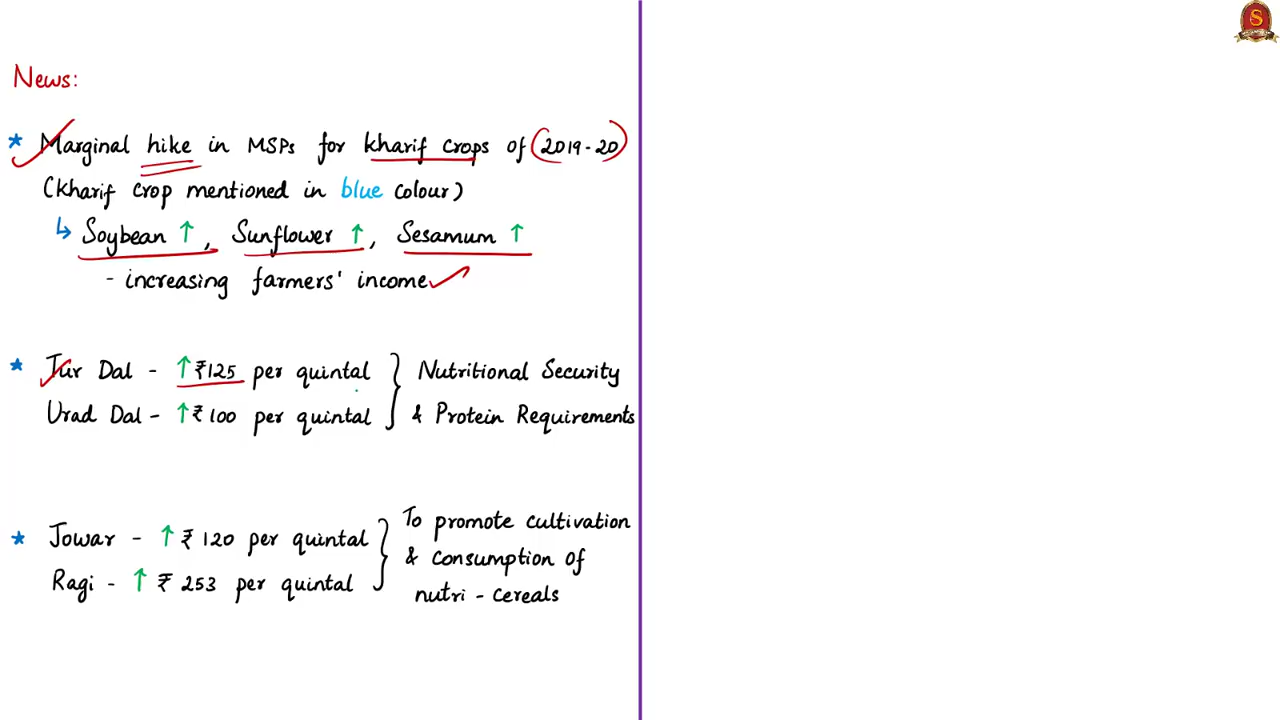 News:
* Marginal hike in MSPs for kharif crops of (2019-20)
(kharif crop mentioned in blue colour)
↳ Soybean ↑, Sunflower ↑, Sesamum ↑
- increasing farmers' income
* Tur Dal - ↑ ₹125 per quintal } Nutritional Security
Urad Dal - ↑ ₹ 100 per quintal & Protein Requirements
* Jowar - ↑ ₹ 120 per quintal } To promote cultivation
& consumption of
Ragi - ↑ ₹ 253 per quintal
nutri - cereals
S